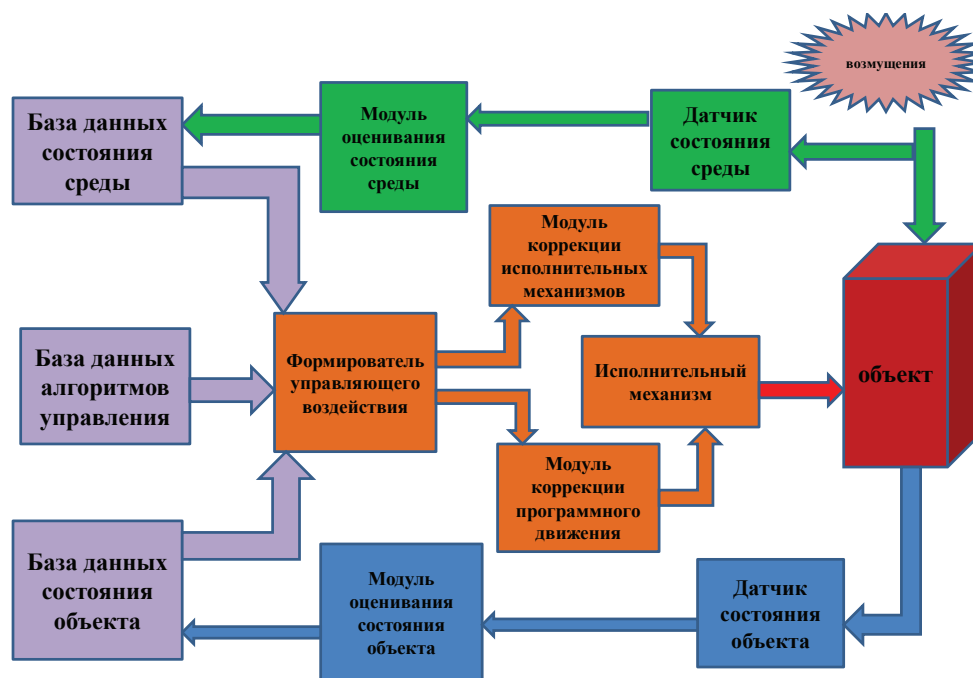 возмущения
База данных
состояния
среды
Модуль
оценивания
состояния
среды
Датчик
состояния
среды
Модуль
коррекции
исполнительных
механизмов
База данных
алгоритмов
управления
Формирователь
управляющего
воздействия
Исполнительный
механизм
объект
Модуль
коррекции
программного
движения
База данных
состояния
объекта
Модуль
оценивания
состояния
объекта
Датчик
состояния
объекта